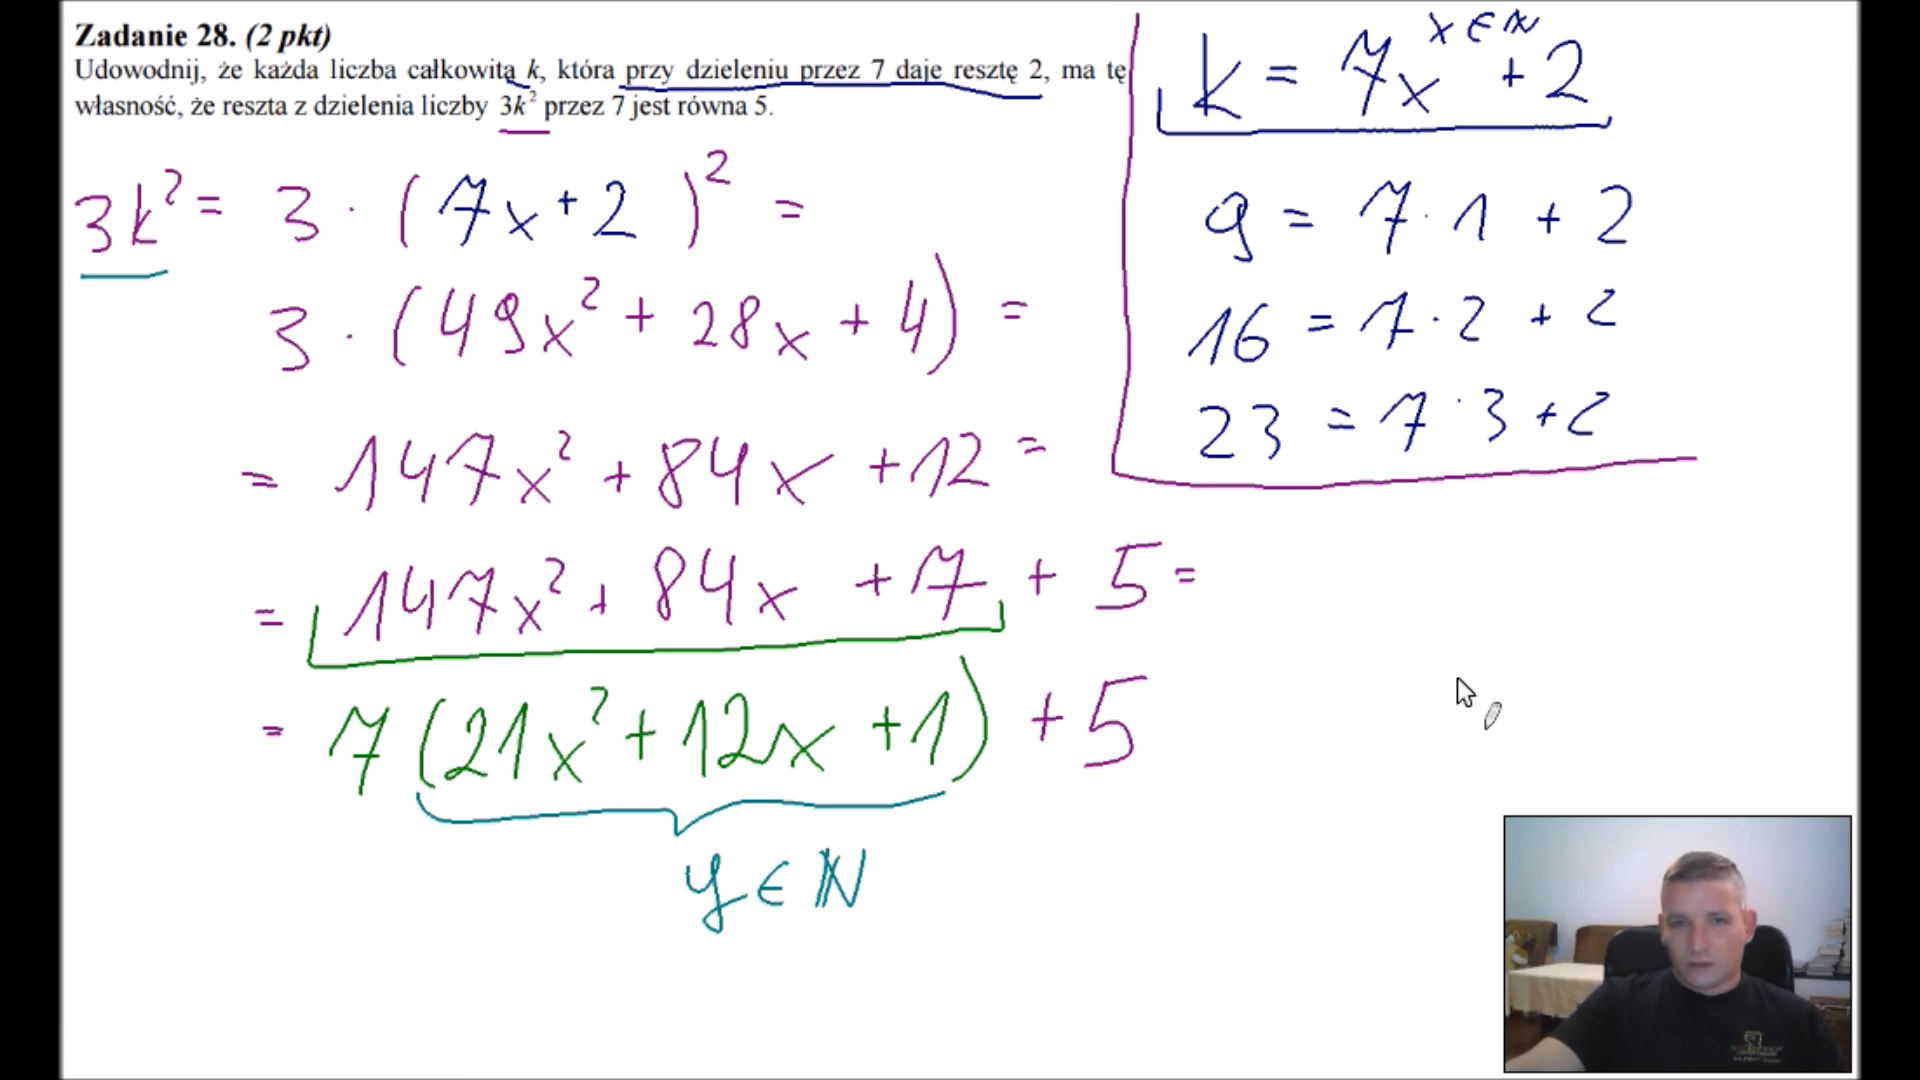 Zadanie 28. (2 pkt)
Udowodnij, że każda liczba całkowita k, która przy dzieleniu przez 7 daje resztę 2, ma tę
własność, że reszta z dzielenia liczby 3k² przez 7 jest równa 5.
3k² = 3 · (7x + 2)² =
3 · (49x² + 28x + 4) =
= 147x² + 84x + 12 =
= 147x² + 84x + 7 + 5 =
= 7(21x² + 12x + 1) + 5
y ∈ N
x ∈ N
k = 7x + 2
9 = 7 · 1 + 2
16 = 7 · 2 + 2
23 = 7 · 3 + 2